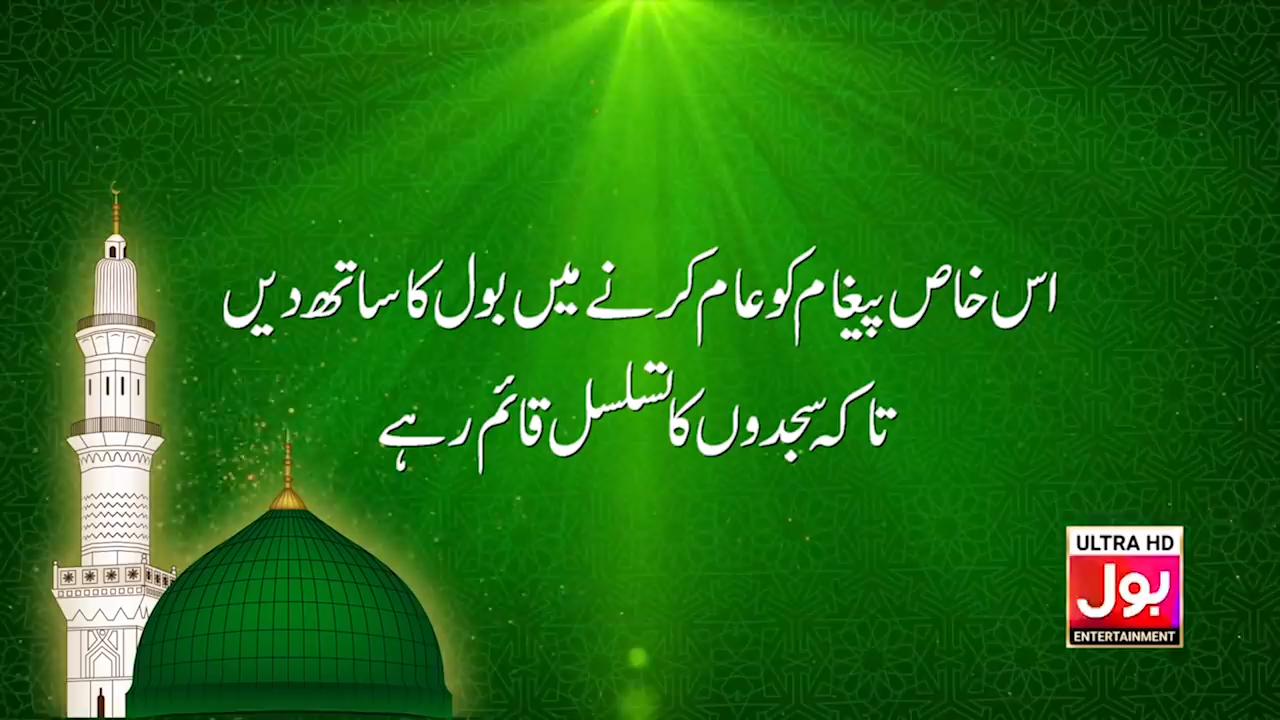 اس خاص پیغام کو عام کرنے میں بول کا ساتھ دیں
تاکہ سجدوں کا تسلسل قائم رہے
ULTRA HD
بول
ENTERTAINMENT